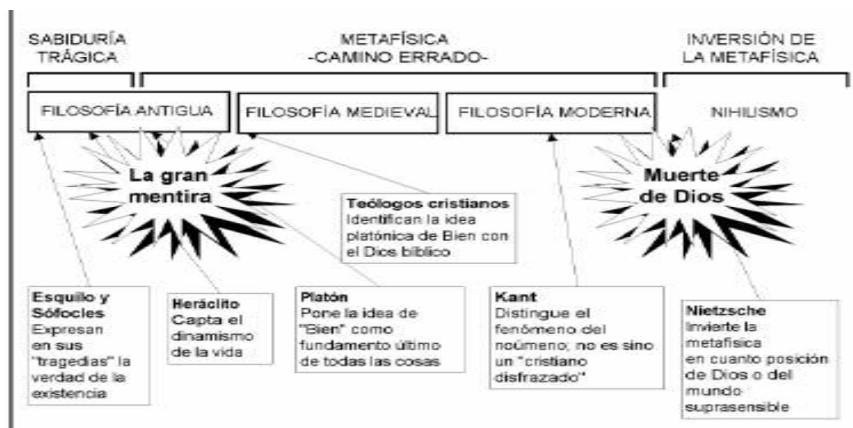 SABIDURÍA
TRÁGICA
METAFÍSICA
-CAMINO ERRADO-
INVERSIÓN DE
LA METAFÍSICA
FILOSOFÍA ANTIGUA
FILOSOFÍA MEDIEVAL
FILOSOFÍA MODERNA
NIHILISMO
La gran
mentira
Muerte
de Dios
Teólogos cristianos
Identifican la idea
platónica de Bien con
el Dios bíblico
Esquilo y
Sófocles
Expresan
en sus
"tragedias" la
verdad de la
existencia
Heráclito
Capta el
dinamismo
de la vida
Platón
Pone la idea de
"Bien" como
fundamento último
de todas las cosas
Kant
Distingue el
fenómeno del
noúmeno; no es sino
un "cristiano
disfrazado"
Nietzsche
Invierte la
metafísica
en cuanto posición
de Dios o del
mundo
suprasensible